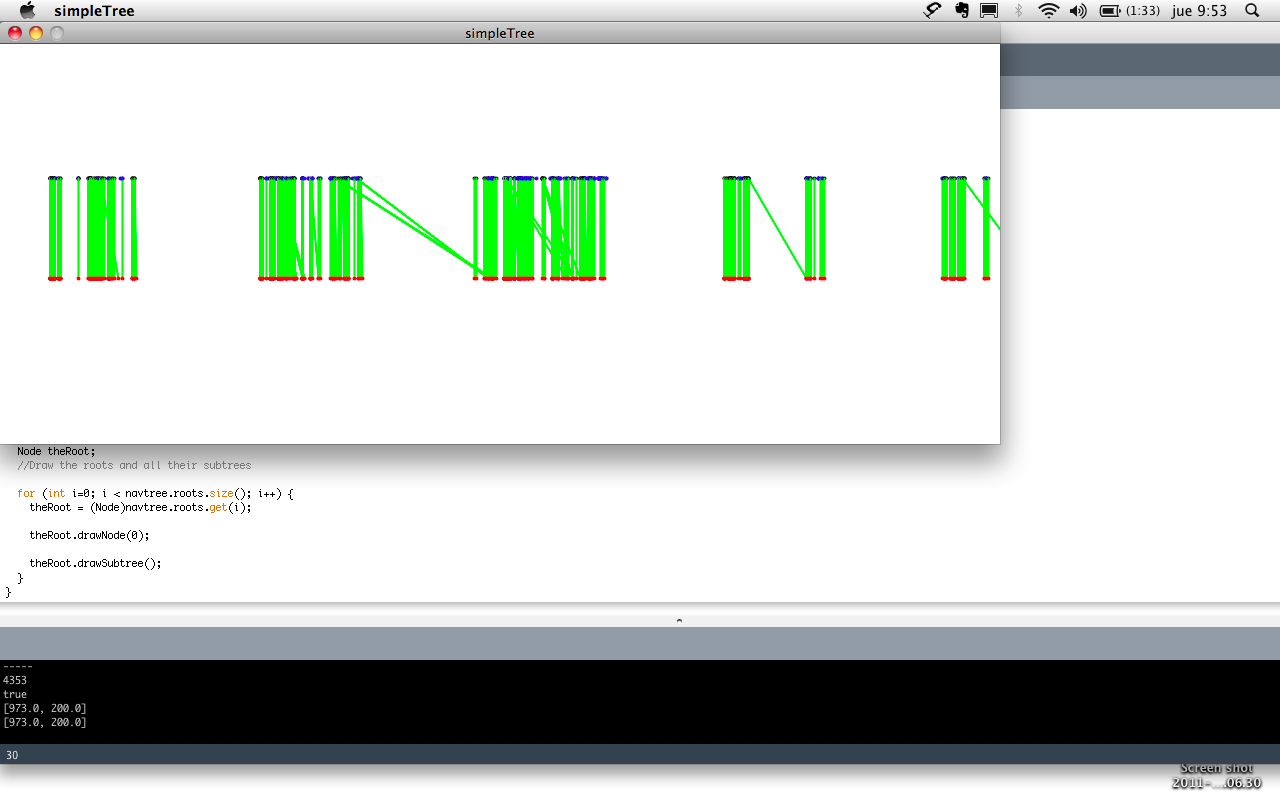 simpleTree
(1:33) jue 9:53
simpleTree
Node theRoot;
//Draw the roots and all their subtrees
for (int i=0; i < navtree.roots.size(); i++) {
theRoot = (Node)navtree.roots.get(i);
theRoot.drawNode(0);
theRoot.drawSubtree();
}
}
-----
4353
true
[973.0, 200.0]
[973.0, 200.0]
30
Screen shot
2011-...06.30